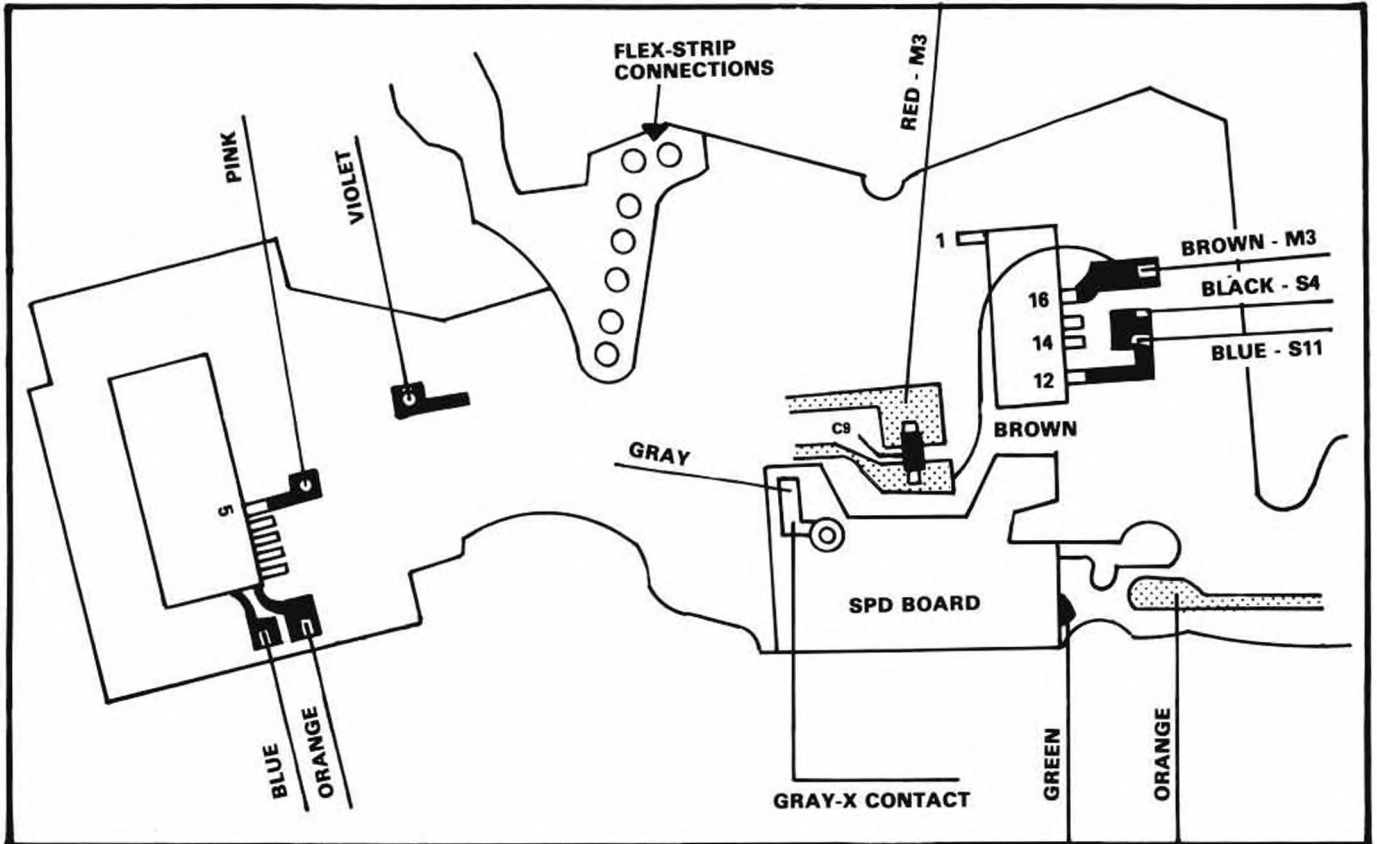 FLEX-STRIP
CONNECTIONS
RED - M3
PINK
VIOLET
1
BROWN - M3
16
BLACK - S4
14
BLUE - S11
12
C9
BROWN
GRAY
5
SPD BOARD
BLUE
ORANGE
GRAY-X CONTACT
GREEN
ORANGE